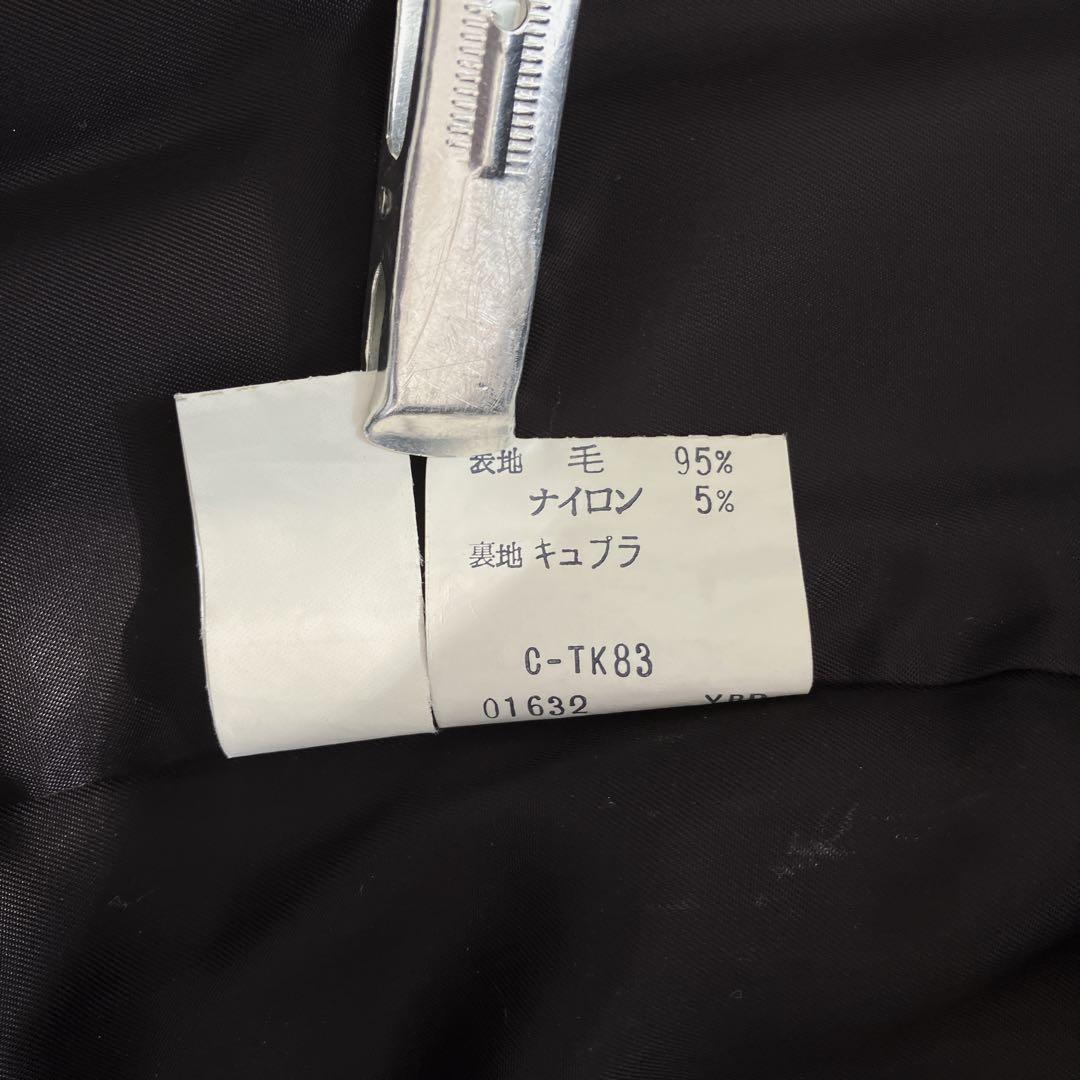 表地 毛 95%
ナイロン 5%
裏地 キュプラ
C-TK83
01632